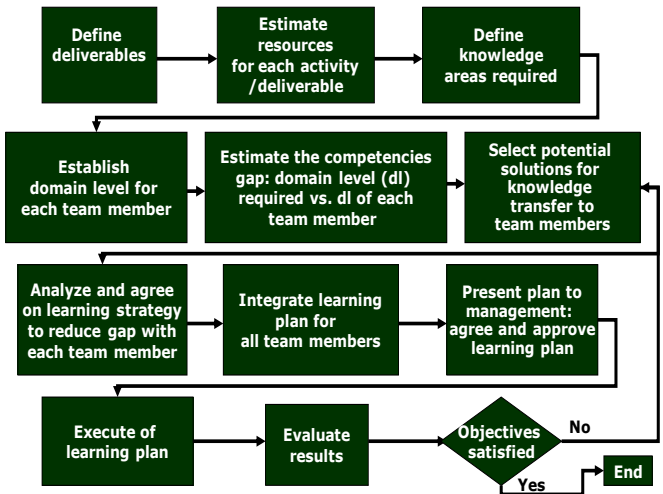 Define
deliverables
Estimate
resources
for each activity
/deliverable
Define
knowledge
areas required
Establish
domain level for
each team member
Estimate the competencies
gap: domain level (dl)
required vs. dl of each
team member
Select potential
solutions for
knowledge
transfer to
team members
Analyze and agree
on learning strategy
to reduce gap with
each team member
Integrate learning
plan for
all team members
Present plan to
management:
agree and approve
learning plan
Execute of
learning plan
Evaluate
results
Objectives
satisfied
No
Yes
End